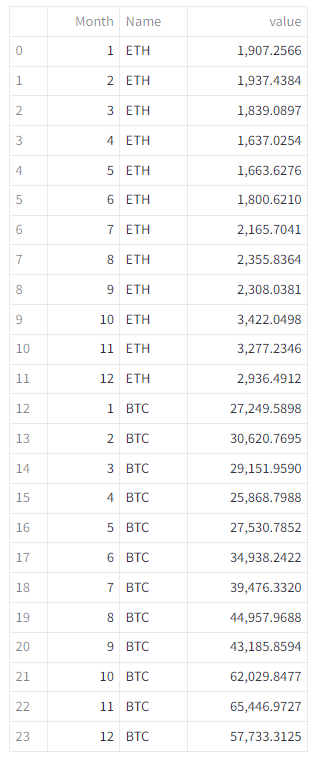 Month Name value
0 1 ETH 1,907.2566
1 2 ETH 1,937.4384
2 3 ETH 1,839.0897
3 4 ETH 1,637.0254
4 5 ETH 1,663.6276
5 6 ETH 1,800.6210
6 7 ETH 2,165.7041
7 8 ETH 2,355.8364
8 9 ETH 2,308.0381
9 10 ETH 3,422.0498
10 11 ETH 3,277.2346
11 12 ETH 2,936.4912
12 1 BTC 27,249.5898
13 2 BTC 30,620.7695
14 3 BTC 29,151.9590
15 4 BTC 25,868.7988
16 5 BTC 27,530.7852
17 6 BTC 34,938.2422
18 7 BTC 39,476.3320
19 8 BTC 44,957.9688
20 9 BTC 43,185.8594
21 10 BTC 62,029.8477
22 11 BTC 65,446.9727
23 12 BTC 57,733.3125